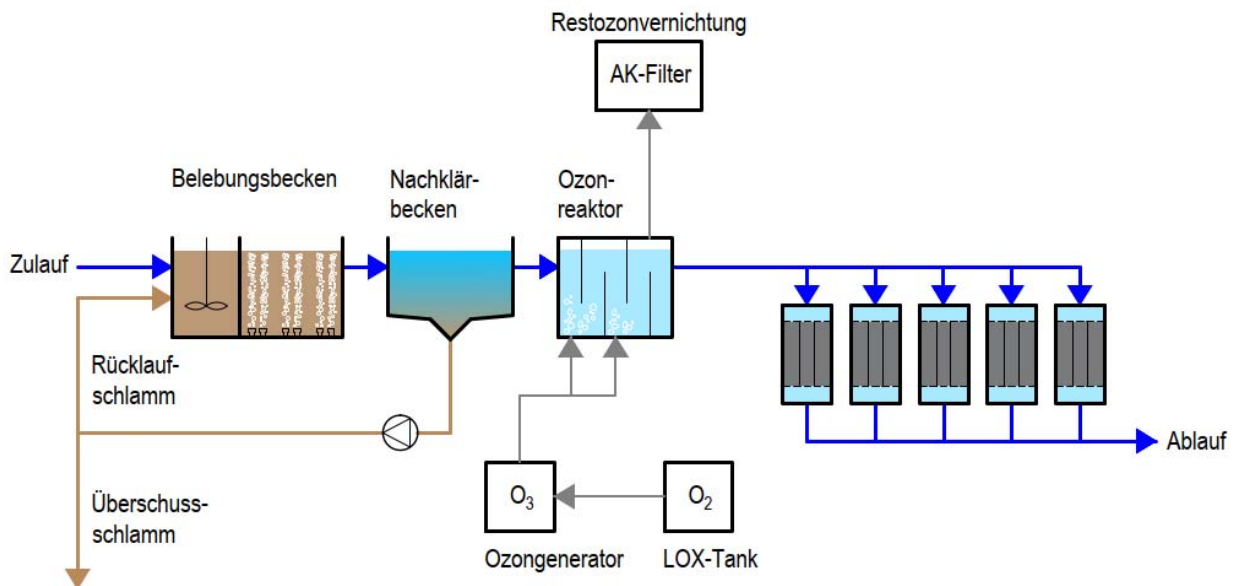 Restozonvernichtung
AK-Filter
Belebungsbecken
Nachklär-
becken
Ozon-
reaktor
Zulauf
Rücklauf-
schlamm
Ablauf
Überschuss-
schlamm
O₃
O₂
Ozongenerator
LOX-Tank